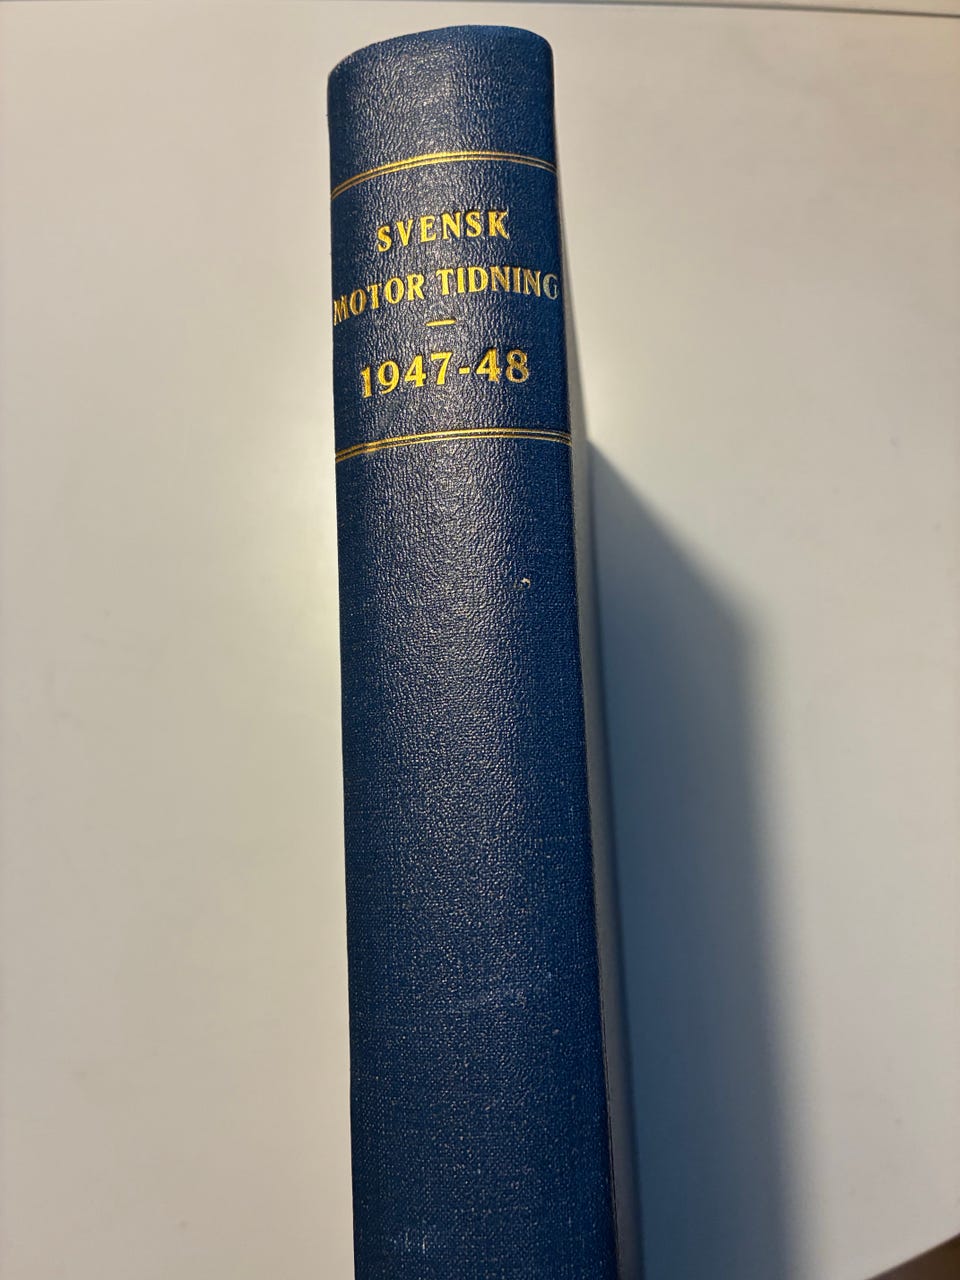 SVENSK
MOTOR TIDNING
1947-48